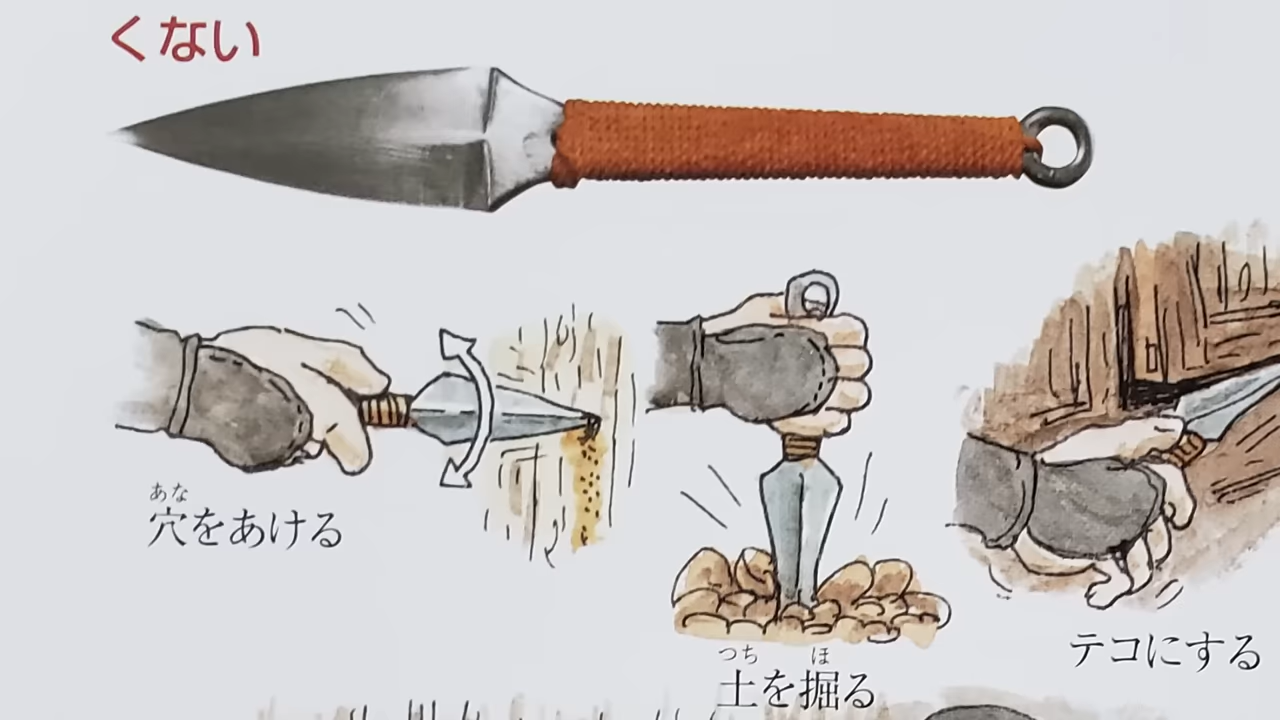 くない
あな
穴をあける
つち ほ
土を掘る
テコにする